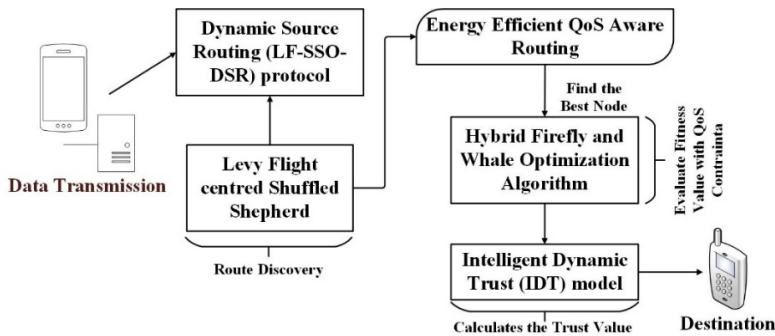 Dynamic Source
Routing (LF-SSO-
DSR) protocol
Data Transmission
Levy Flight
centred Shuffled
Shepherd
Route Discovery
Energy Efficient QoS Aware
Routing
Find the
Best Node
Hybrid Firefly and
Whale Optimization
Algorithm
Evaluate Fitness
Value with QoS
Contrainta
Intelligent Dynamic
Trust (IDT) model
Calculates the Trust Value
Destination